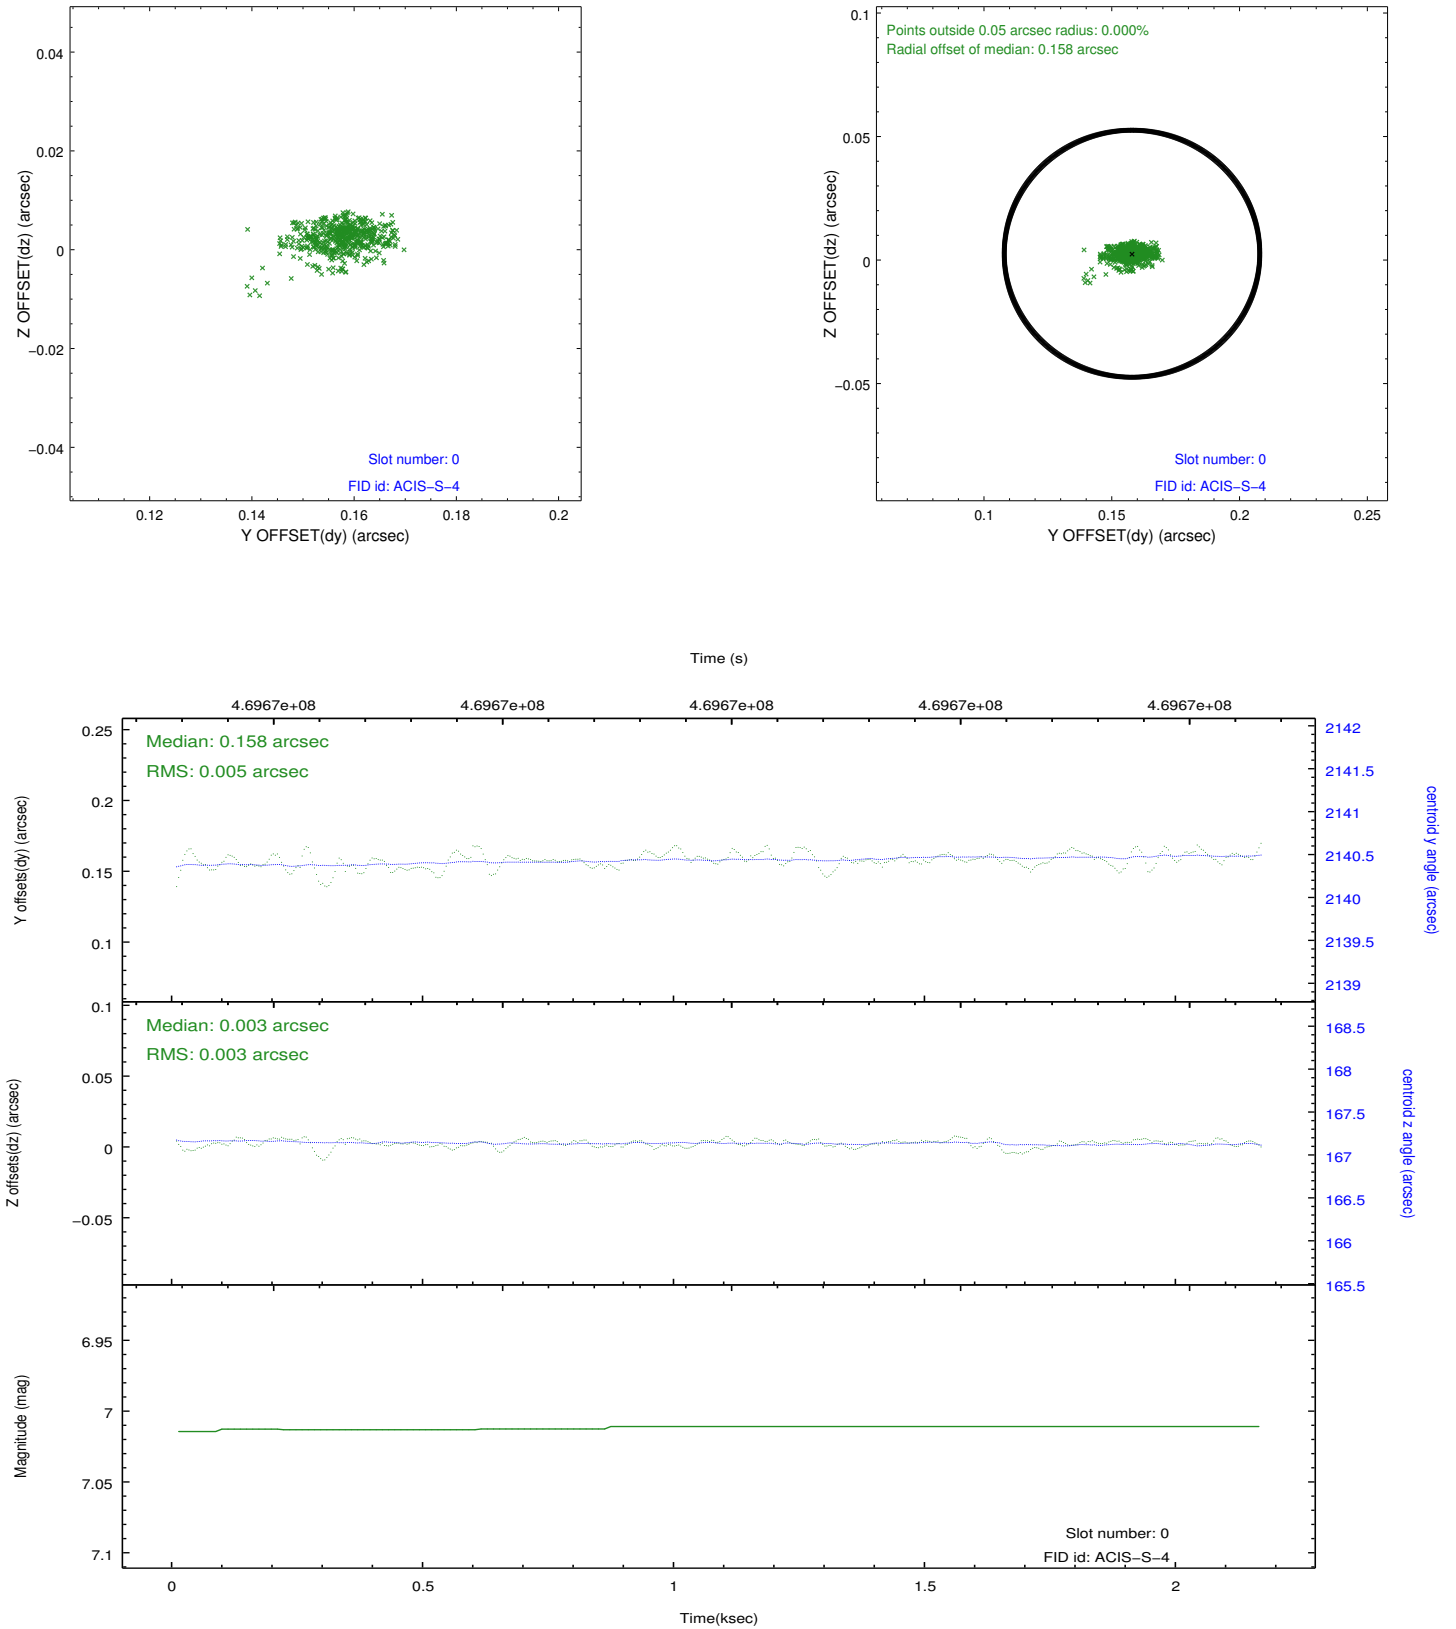 0.04
0.02
0
−0.02
−0.04
Z OFFSET(dz) (arcsec)
Slot number: 0
FID id: ACIS−S−4
0.12
0.14
0.16
0.18
0.2
Y OFFSET(dy) (arcsec)
Points outside 0.05 arcsec radius: 0.000%
Radial offset of median: 0.158 arcsec
0.1
0.05
0
−0.05
Z OFFSET(dz) (arcsec)
Slot number: 0
FID id: ACIS−S−4
0.1
0.15
0.2
0.25
Y OFFSET(dy) (arcsec)
Time (s)
4.6967e+08
4.6967e+08
4.6967e+08
4.6967e+08
4.6967e+08
Median: 0.158 arcsec
RMS: 0.005 arcsec
0.25
0.2
0.15
0.1
Y offsets(dy) (arcsec)
2142
2141.5
2141
2140.5
2140
2139.5
2139
centroid y angle (arcsec)
Median: 0.003 arcsec
RMS: 0.003 arcsec
0.1
0.05
0
−0.05
Z offsets(dz) (arcsec)
168.5
168
167.5
167
166.5
166
165.5
centroid z angle (arcsec)
6.95
7
7.05
7.1
Magnitude (mag)
Slot number: 0
FID id: ACIS−S−4
0
0.5
1
1.5
2
Time(ksec)